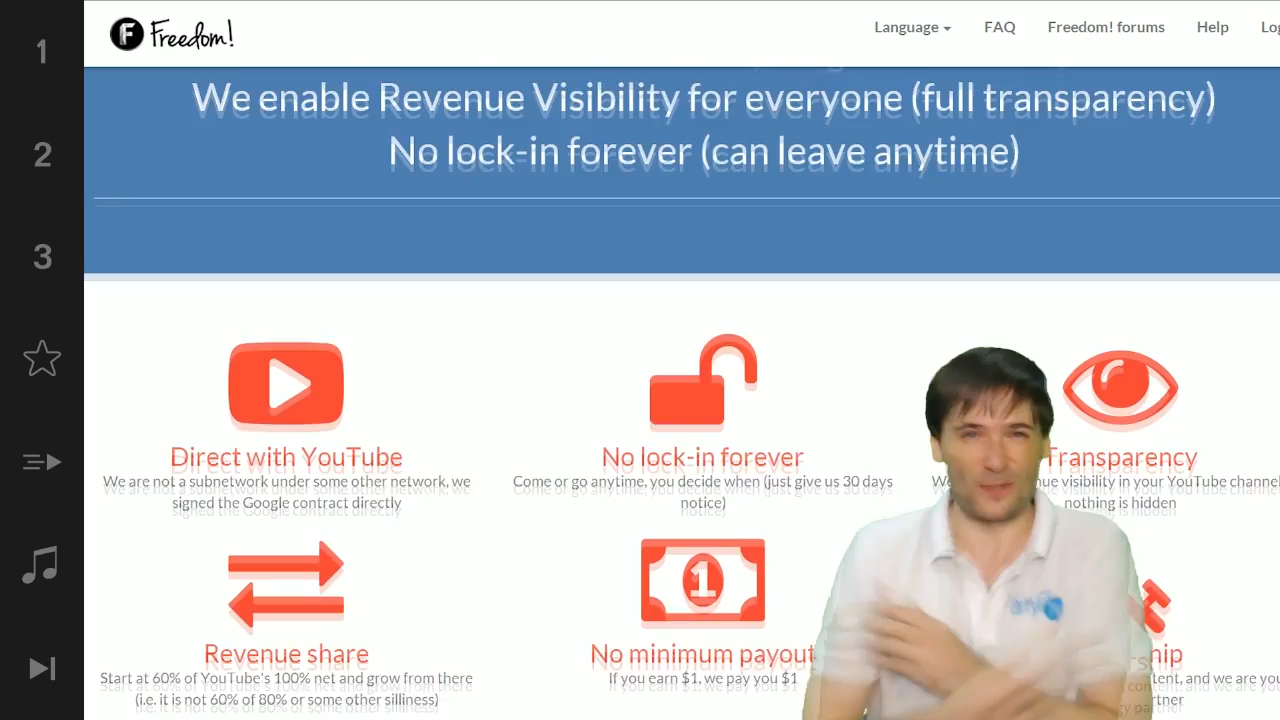 1
2
3
F Freedom!
Language FAQ Freedom! forums Help
We enable Revenue Visibility for everyone (full transparency)
No lock-in forever (can leave anytime)
Direct with YouTube
We are not a subnetwork under some other network, we
signed the Google contract directly
No lock-in forever
Come or go anytime, you decide when (just give us 30 days
notice)
Transparency
visibility in your YouTube channel
nothing is hidden
Revenue share
Start at 60% of YouTube's 100% net and grow from there
(i.e. it is not 60% of 80% or some other silliness)
1
No minimum payout
If you earn $1, we pay you $1
and we are you